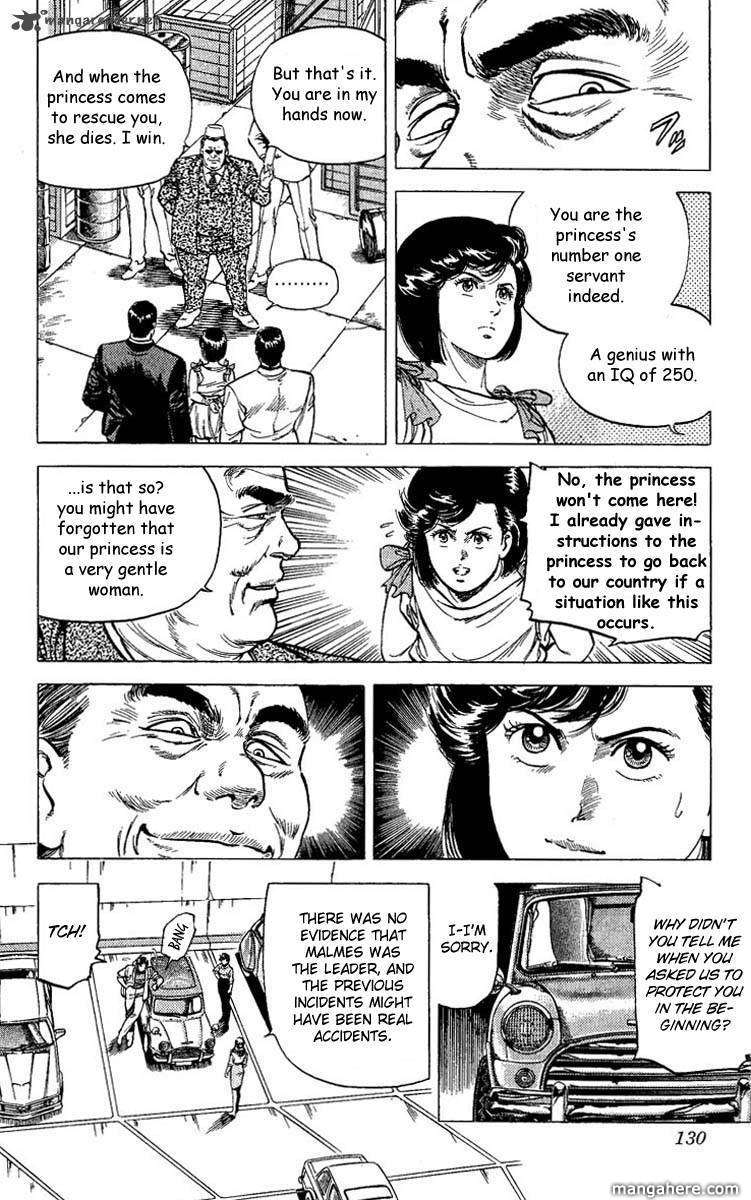 You are the
princess's
number one
servant
indeed.
A genius with
an IQ of 250.
But that's it.
You are in my
hands now.
And when the
princess comes
to rescue you,
she dies. I win.
.........
No, the princess
won't come here!
I already gave in-
structions to the
princess to go back
to our country if a
situation like this
occurs.
...is that so?
you might have
forgotten that
our princess is
a very gentle
woman.
WHY DIDN'T
YOU TELL ME
WHEN YOU
ASKED US TO
PROTECT YOU
IN THE BE-
GINNING?
I-I'M
SORRY.
THERE WAS NO
EVIDENCE THAT
MALMES WAS
THE LEADER, AND
THE PREVIOUS
INCIDENTS MIGHT
HAVE BEEN REAL
ACCIDENTS.
BANG
TCH!
130
mangahere.com